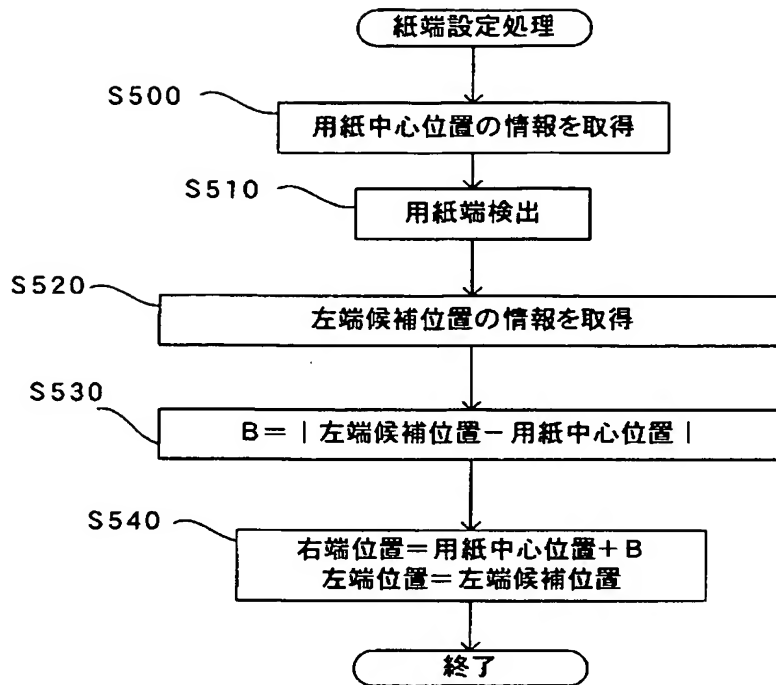 紙端設定処理
S500
用紙中心位置の情報を取得
S510
用紙端検出
S520
左端候補位置の情報を取得
S530
B=|左端候補位置-用紙中心位置|
S540
右端位置=用紙中心位置+B
左端位置=左端候補位置
終了